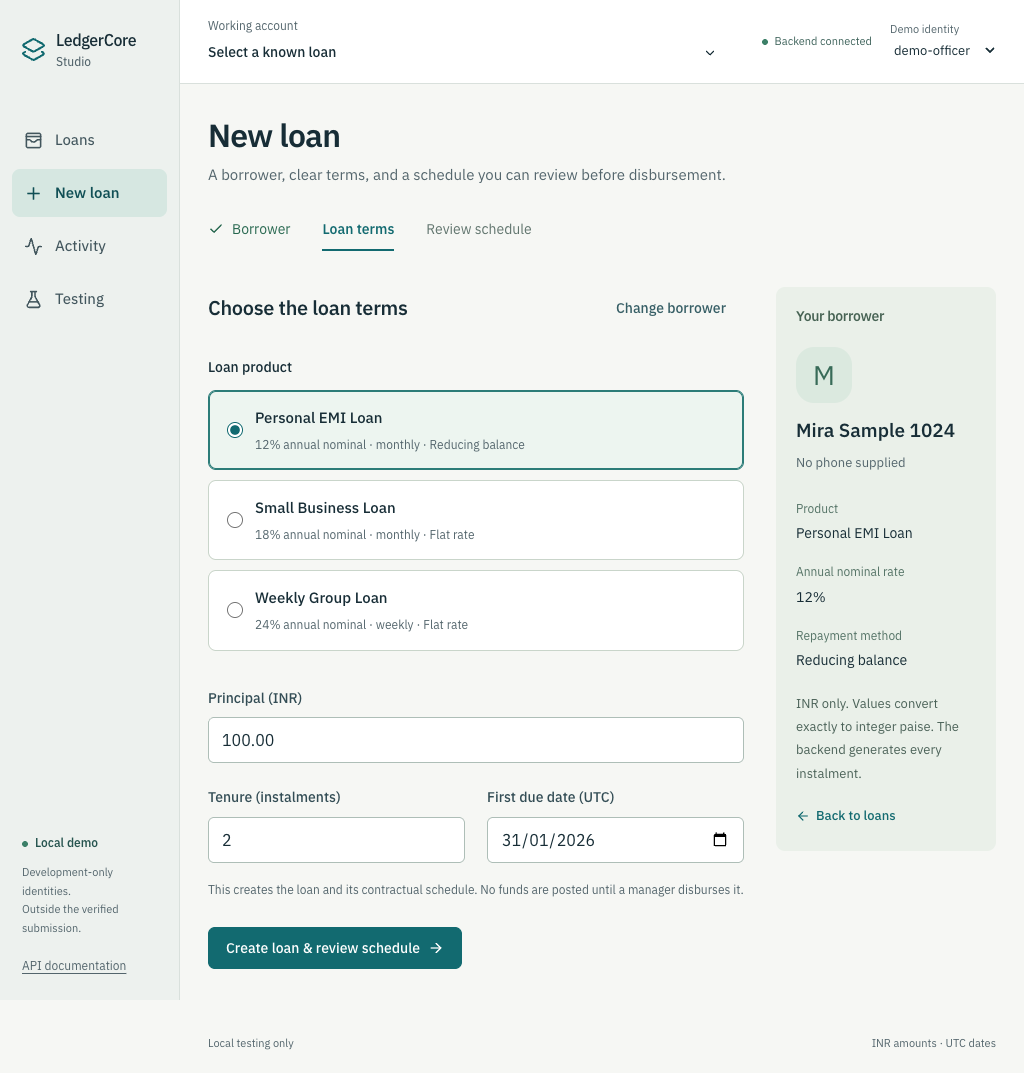 LedgerCore
Studio
Loans
New loan
Activity
Testing
Local demo
Development-only
identities.
Outside the verified
submission.
API documentation
Working account
Select a known loan
Backend connected
Demo identity
demo-officer
New loan
A borrower, clear terms, and a schedule you can review before disbursement.
Borrower
Loan terms
Review schedule
Choose the loan terms
Change borrower
Loan product
Personal EMI Loan
12% annual nominal · monthly · Reducing balance
Small Business Loan
18% annual nominal · monthly · Flat rate
Weekly Group Loan
24% annual nominal · weekly · Flat rate
Principal (INR)
100.00
Tenure (instalments)
2
First due date (UTC)
31/01/2026
This creates the loan and its contractual schedule. No funds are posted until a manager disburses it.
Create loan & review schedule
Your borrower
M
Mira Sample 1024
No phone supplied
Product
Personal EMI Loan
Annual nominal rate
12%
Repayment method
Reducing balance
INR only. Values convert
exactly to integer paise. The
backend generates every
instalment.
Back to loans
Local testing only
INR amounts · UTC dates